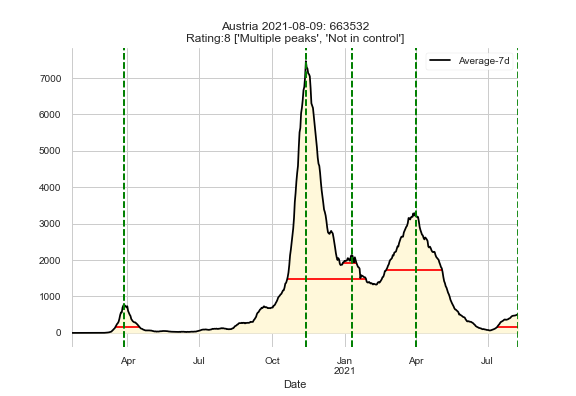 Austria 2021-08-09: 663532
Rating:8 ['Multiple peaks', 'Not in control']
Average-7d
7000
6000
5000
4000
3000
2000
1000
0
Apr
Jul
Oct
Jan
2021
Apr
Jul
Date